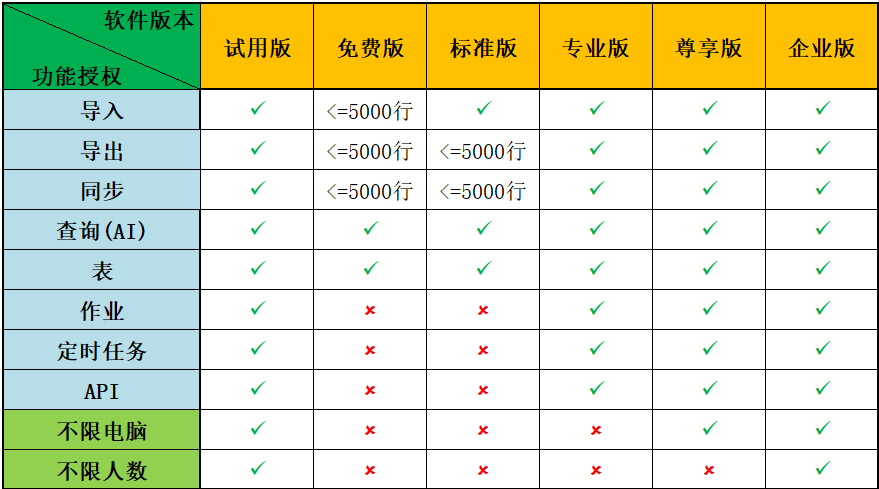 软件版本
功能授权
试用版 免费版 标准版 专业版 尊享版 企业版
导入 ✓ <=5000行 ✓ ✓ ✓ ✓
导出 ✓ <=5000行 <=5000行 ✓ ✓ ✓
同步 ✓ <=5000行 <=5000行 ✓ ✓ ✓
查询(AI) ✓ ✓ ✓ ✓ ✓ ✓
表 ✓ ✓ ✓ ✓ ✓ ✓
作业 ✓ × × ✓ ✓ ✓
定时任务 ✓ × × ✓ ✓ ✓
API ✓ × × ✓ ✓ ✓
不限电脑 ✓ × × × ✓ ✓
不限人数 ✓ × × × × ✓